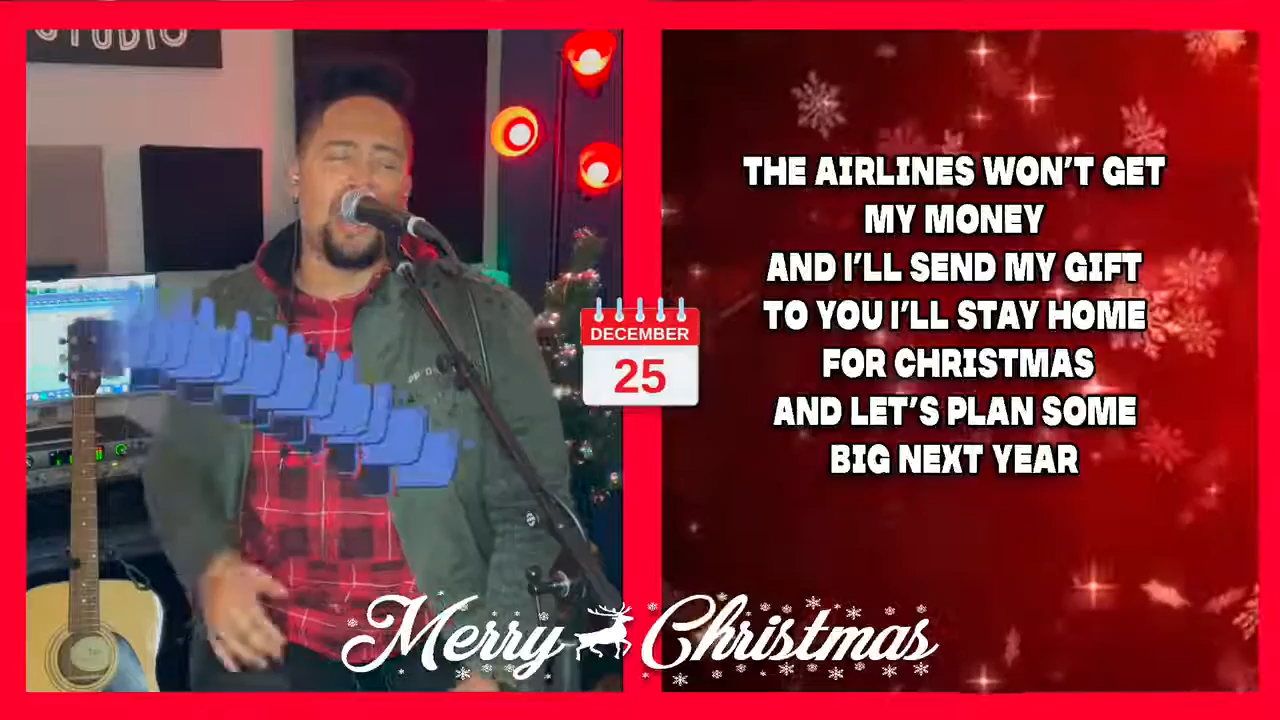 STUDIO
THE AIRLINES WON'T GET
MY MONEY
AND I'LL SEND MY GIFT
TO YOU I'LL STAY HOME
FOR CHRISTMAS
AND LET'S PLAN SOME
BIG NEXT YEAR
DECEMBER
25
Merry Christmas